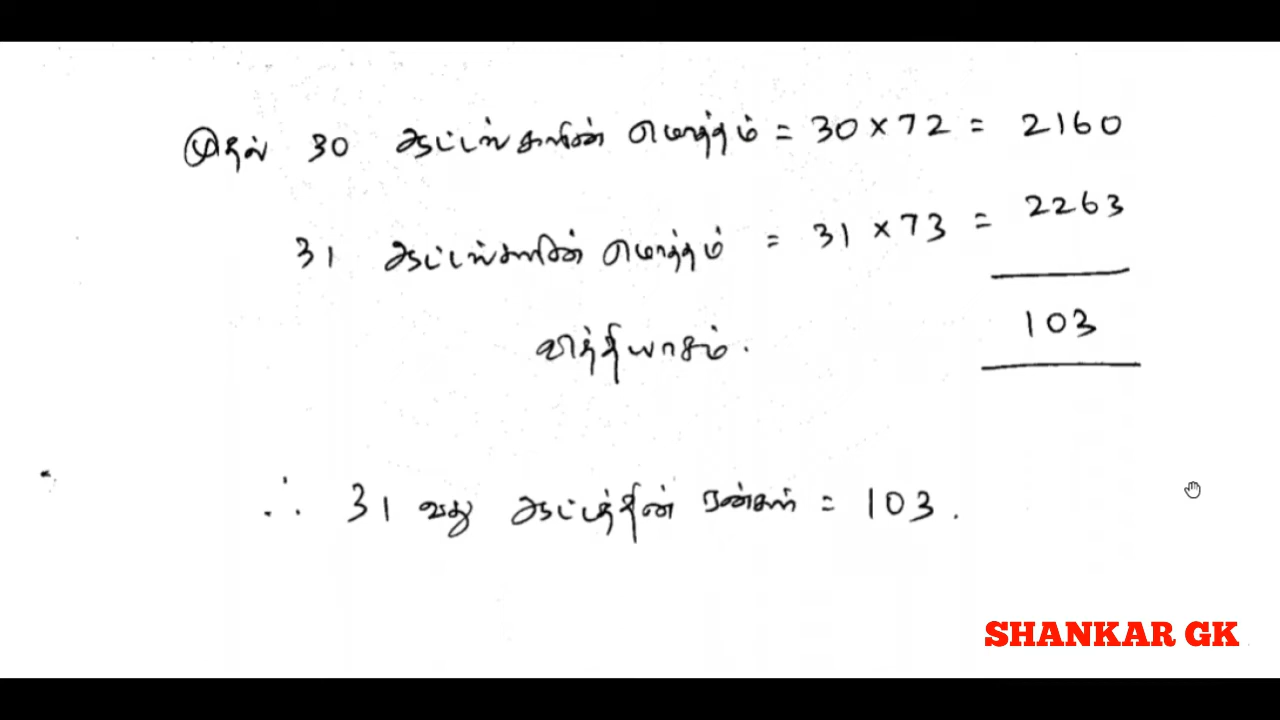 முதல் 30 ஆட்டங்களின் மொத்தம் = 30 × 72 = 2160
31 ஆட்டங்களின் மொத்தம் = 31 × 73 = 2263
வித்தியாசம். 103
∴ 31 வது ஆட்டத்தின் ரன்கள் = 103.
SHANKAR GK